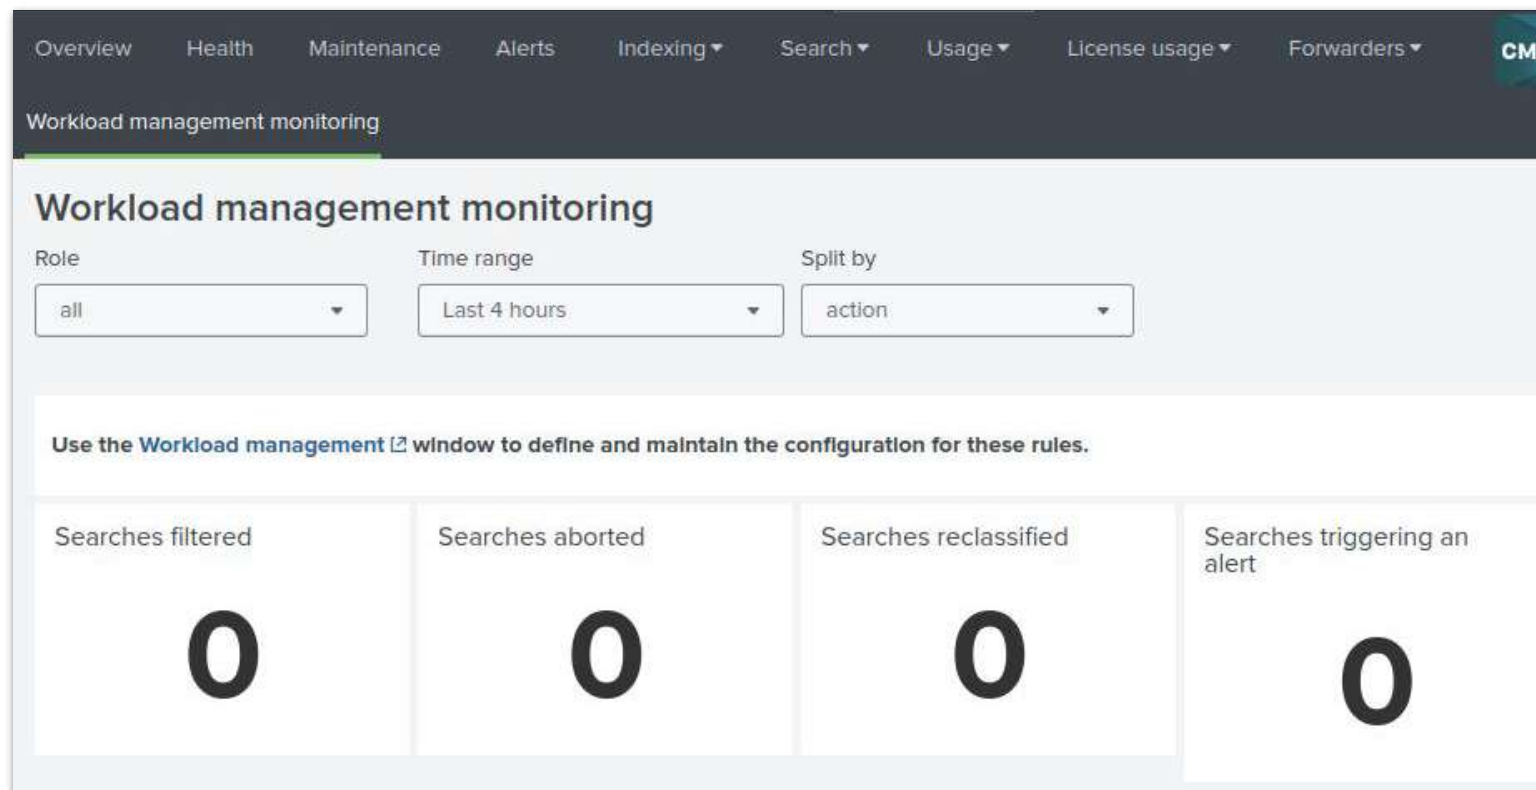 Overview Health Maintenance Alerts Indexing Search Usage License usage Forwarders CM
Workload management monitoring
Workload management monitoring
Role Time range Split by
all Last 4 hours action
Use the Workload management window to define and maintain the configuration for these rules.
Searches filtered Searches aborted Searches reclassified Searches triggering an
alert
0 0 0 0